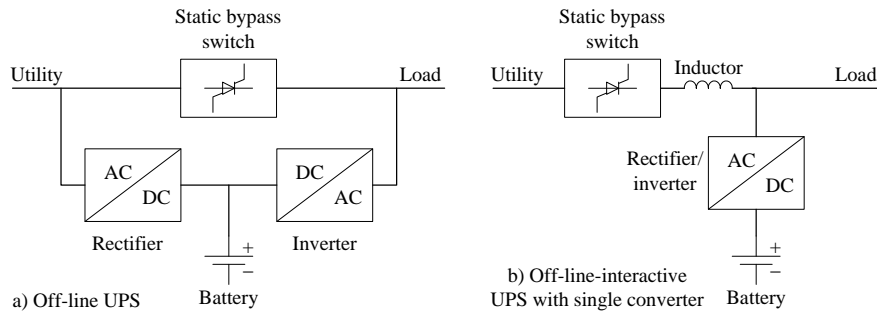 Static bypass
switch
Utility
Load
AC
DC
DC
AC
Rectifier
Inverter
+
−
Battery
a) Off-line UPS
Static bypass
switch
Utility
Inductor
Load
Rectifier/
inverter
AC
DC
+
−
b) Off-line-interactive
UPS with single converter
Battery